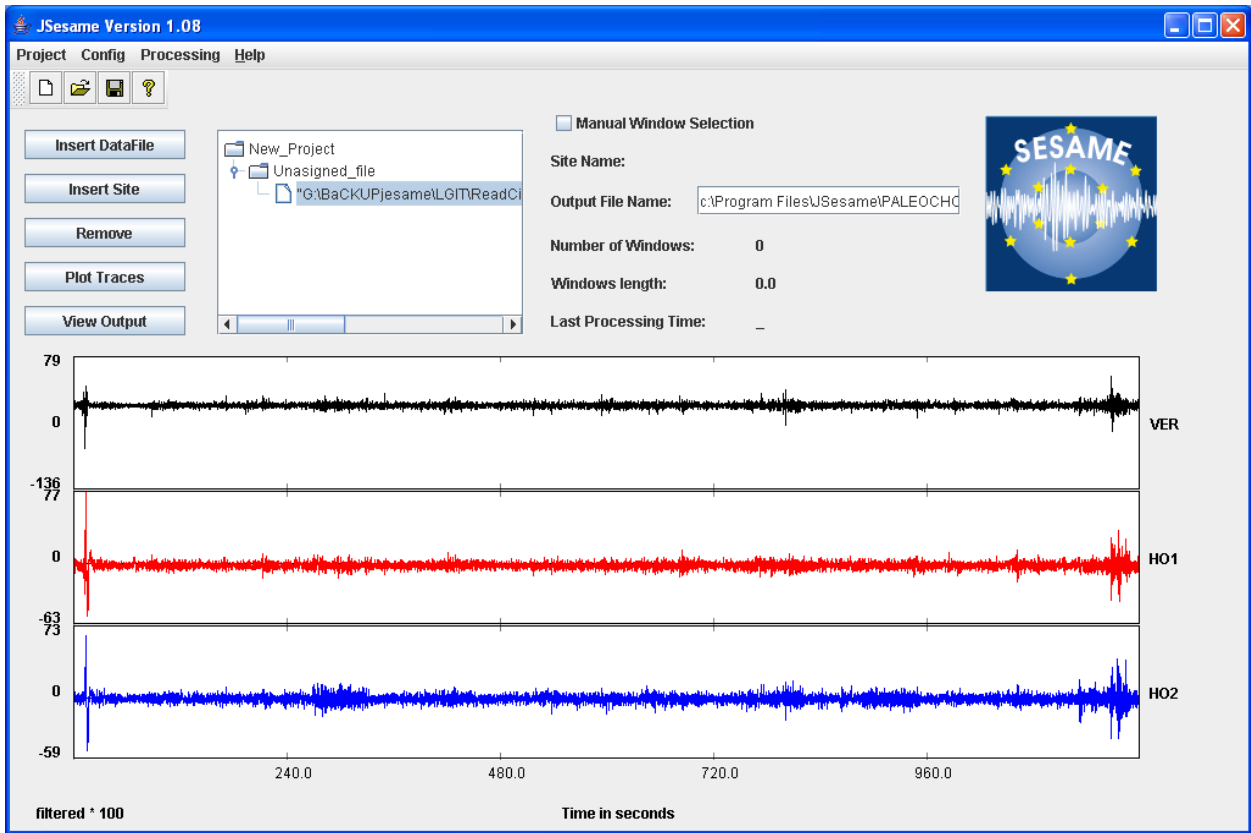 JSesame Version 1.08
Project Config Processing Help
Insert DataFile
Insert Site
Remove
Plot Traces
View Output
New_Project
Unasigned_file
"G:\BaCKUPjesame\LGIT\ReadCi
Manual Window Selection
Site Name:
Output File Name: c:\Program Files\JSesame\PALEOCHO
Number of Windows: 0
Windows length: 0.0
Last Processing Time: _
SESAME
79
0
-136
VER
77
0
-63
HO1
73
0
-59
HO2
240.0 480.0 720.0 960.0
filtered * 100 Time in seconds